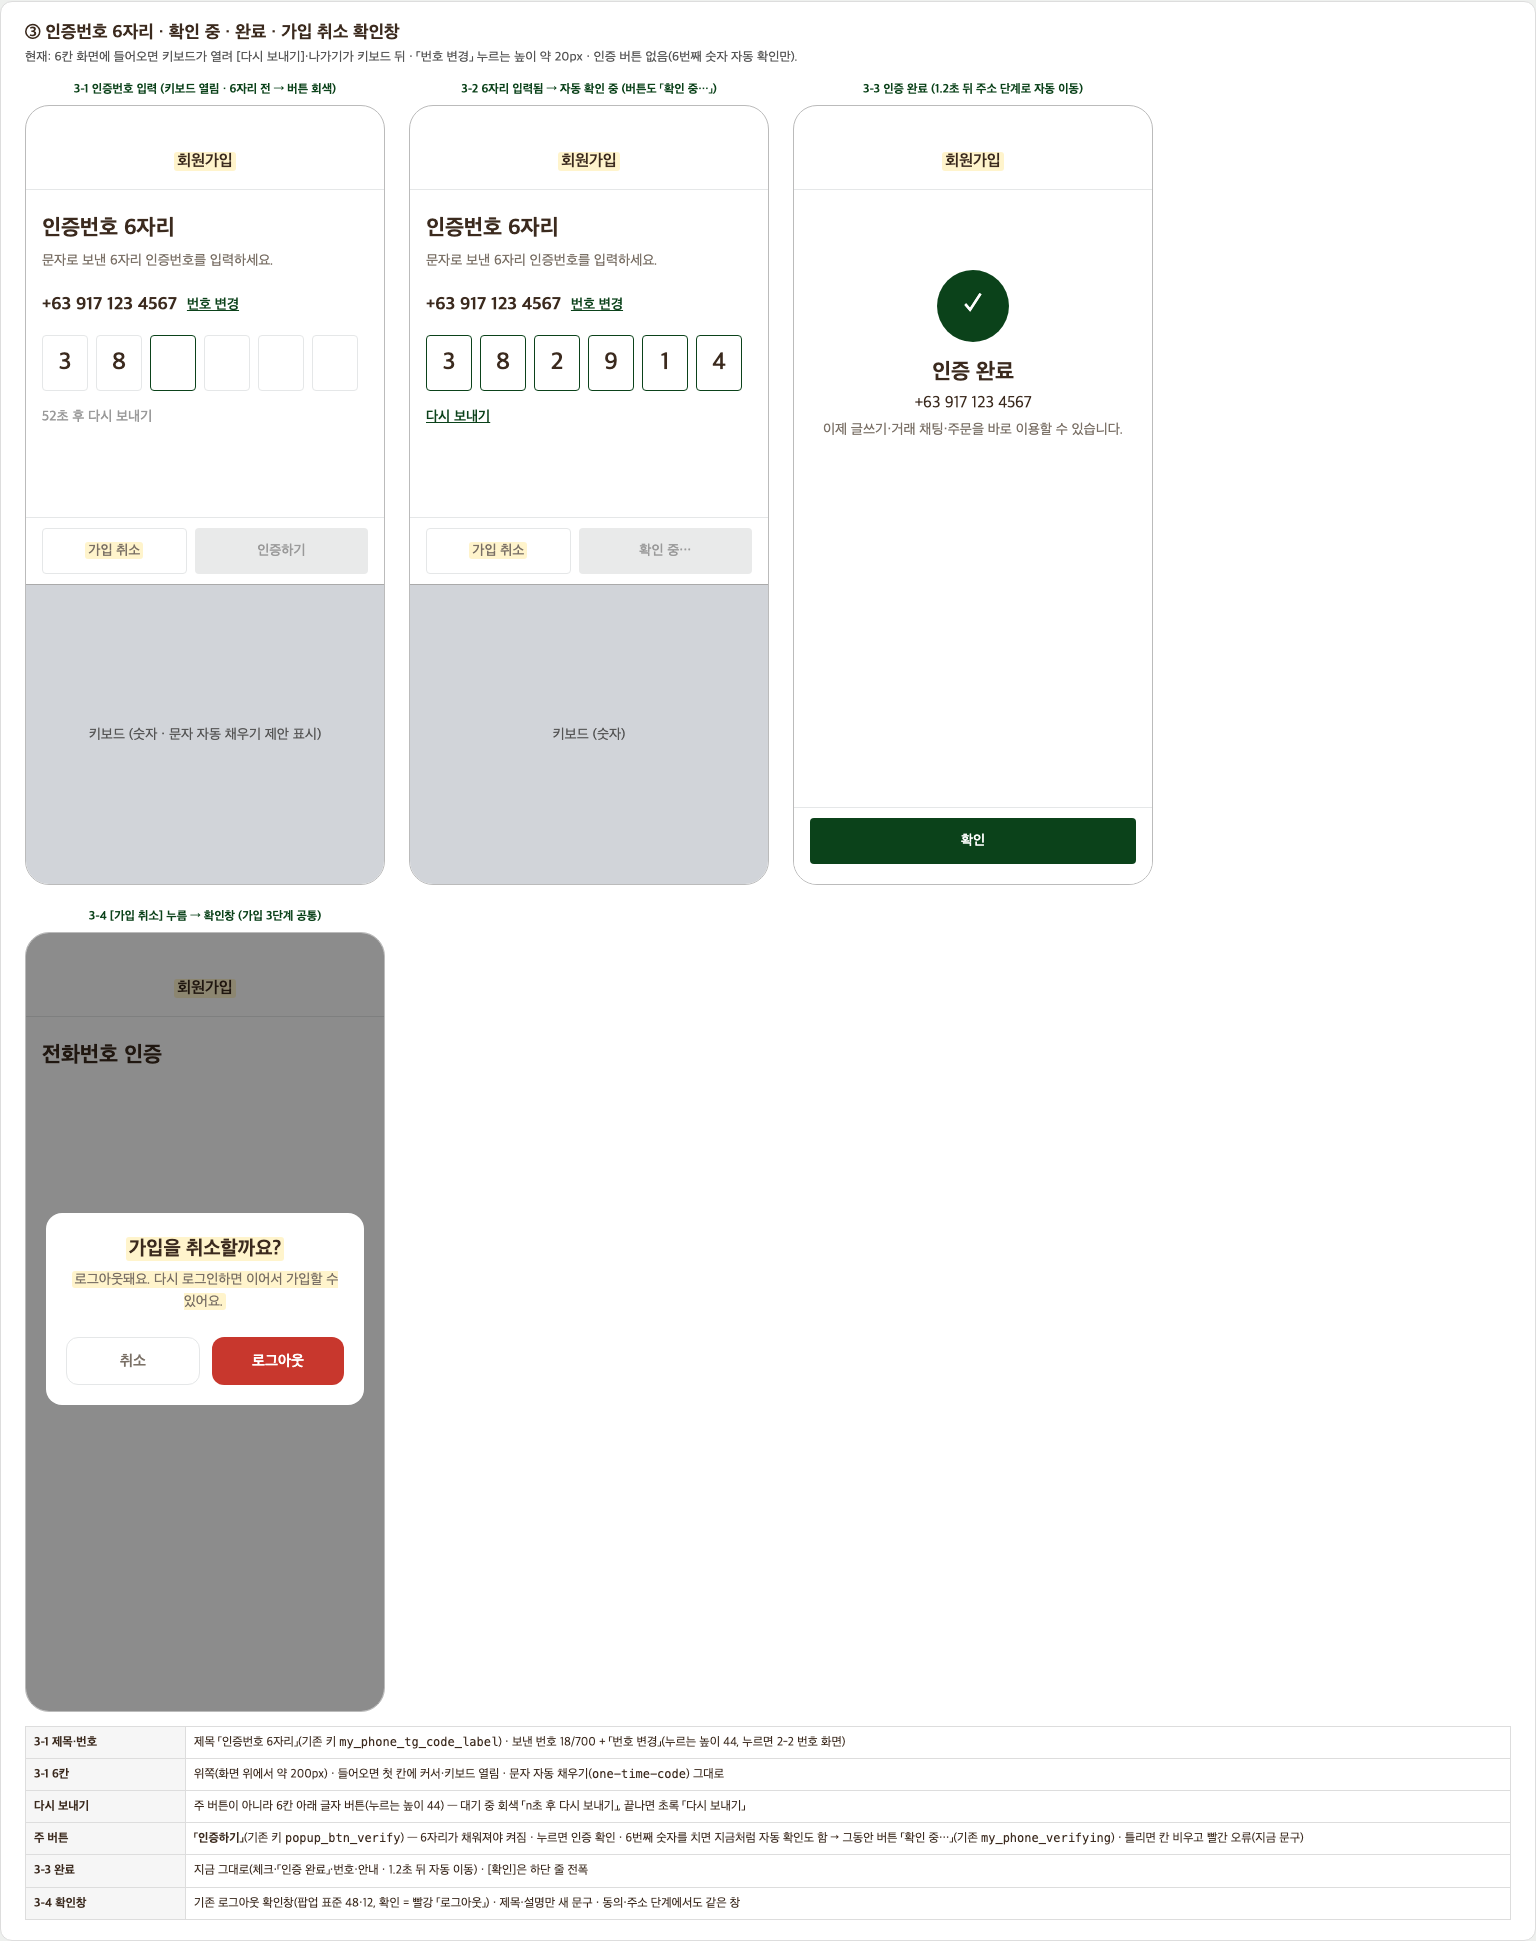 ③ 인증번호 6자리 · 확인 중 · 완료 · 가입 취소 확인창
현재: 6칸 화면에 들어오면 키보드가 열려 [다시 보내기]·나가기가 키보드 뒤 · 「번호 변경」 누르는 높이 약 20px · 인증 버튼 없음(6번째 숫자 자동 확인만).
3-1 인증번호 입력 (키보드 열림 · 6자리 전 → 버튼 회색)
회원가입
인증번호 6자리
문자로 보낸 6자리 인증번호를 입력하세요.
+63 917 123 4567 번호 변경
3 8
52초 후 다시 보내기
가입 취소 인증하기
키보드 (숫자 · 문자 자동 채우기 제안 표시)
3-2 6자리 입력됨 → 자동 확인 중 (버튼도 「확인 중…」)
회원가입
인증번호 6자리
문자로 보낸 6자리 인증번호를 입력하세요.
+63 917 123 4567 번호 변경
3 8 2 9 1 4
다시 보내기
가입 취소 확인 중…
키보드 (숫자)
3-3 인증 완료 (1.2초 뒤 주소 단계로 자동 이동)
회원가입
✓
인증 완료
+63 917 123 4567
이제 글쓰기·거래 채팅·주문을 바로 이용할 수 있습니다.
확인
3-4 [가입 취소] 누름 → 확인창 (가입 3단계 공통)
회원가입
전화번호 인증
가입을 취소할까요?
로그아웃돼요. 다시 로그인하면 이어서 가입할 수
있어요.
취소 로그아웃
3-1 제목·번호 제목 「인증번호 6자리」(기존 키 my_phone_tg_code_label) · 보낸 번호 18/700 + 「번호 변경」(누르는 높이 44, 누르면 2-2 번호 화면)
3-1 6칸 위쪽(화면 위에서 약 200px) · 들어오면 첫 칸에 커서·키보드 열림 · 문자 자동 채우기(one-time-code) 그대로
다시 보내기 주 버튼이 아니라 6칸 아래 글자 버튼(누르는 높이 44) — 대기 중 회색 「n초 후 다시 보내기」, 끝나면 초록 「다시 보내기」
주 버튼 「인증하기」(기존 키 popup_btn_verify) — 6자리가 채워져야 켜짐 · 누르면 인증 확인 · 6번째 숫자를 치면 지금처럼 자동 확인도 함 → 그동안 버튼 「확인 중…」(기존 my_phone_verifying) · 틀리면 칸 비우고 빨간 오류(지금 문구)
3-3 완료 지금 그대로(체크·「인증 완료」·번호·안내 · 1.2초 뒤 자동 이동) · [확인]은 하단 줄 전폭
3-4 확인창 기존 로그아웃 확인창(팝업 표준 48·12, 확인 = 빨강 「로그아웃」) · 제목·설명만 새 문구 · 동의·주소 단계에서도 같은 창